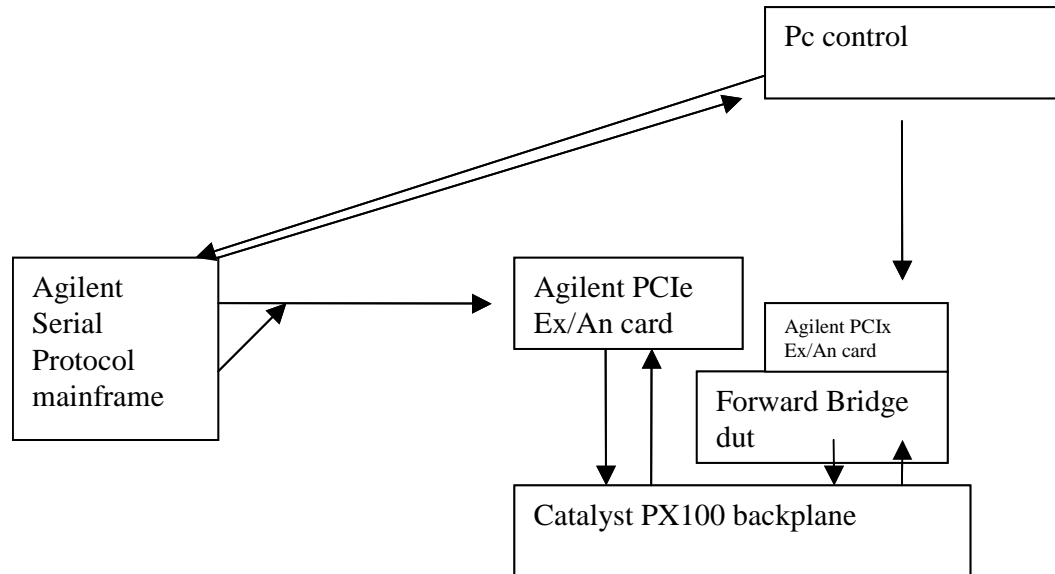 Pc control
Agilent
Serial
Protocol
mainframe
Agilent PCIe
Ex/An card
Agilent PCIx
Ex/An card
Forward Bridge
dut
Catalyst PX100 backplane